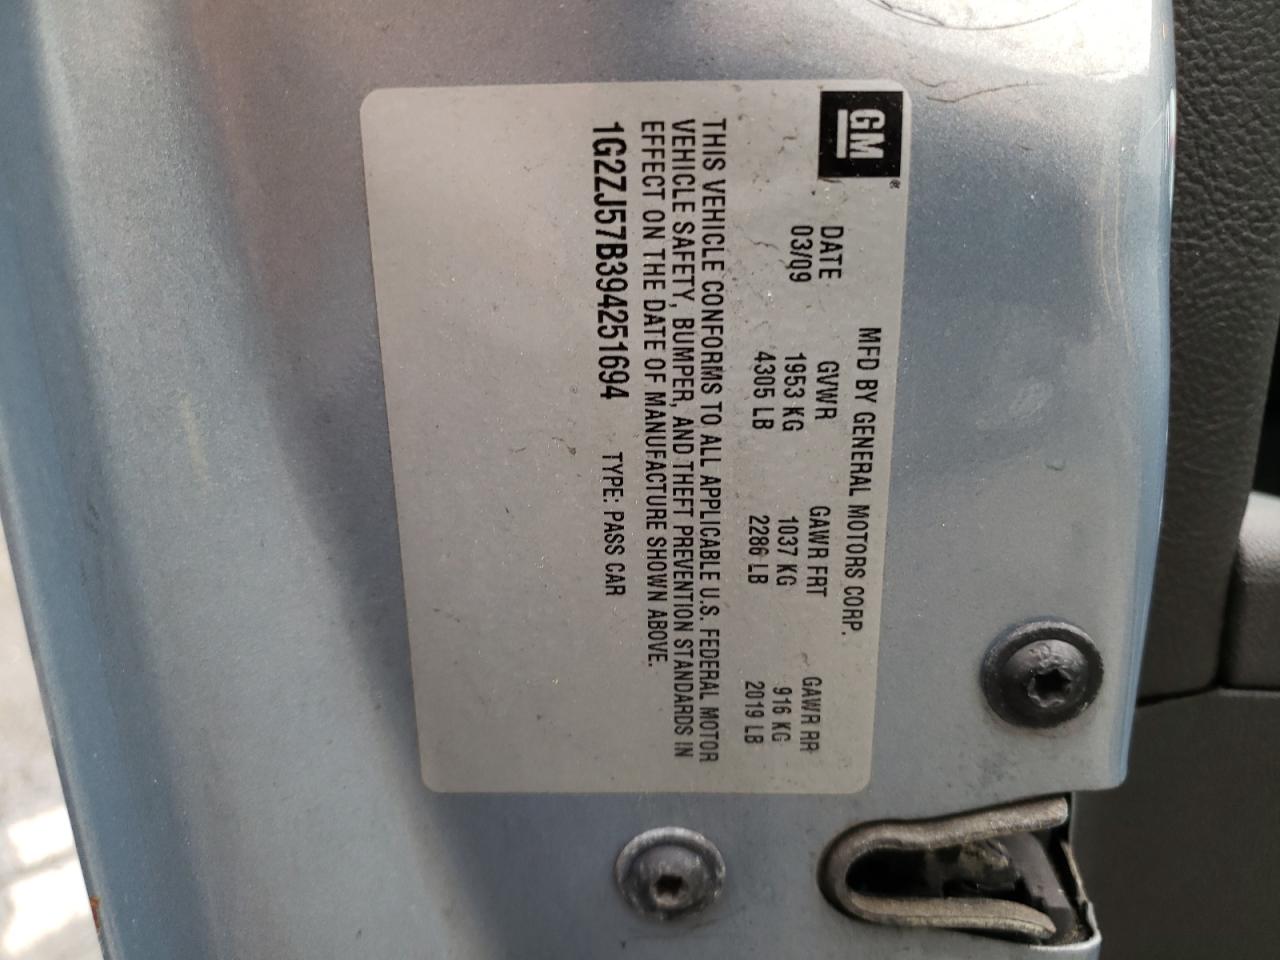 GM®
MFD BY GENERAL MOTORS CORP.
DATE GVWR GAWR FRT GAWR RR
03/09 1953 KG 1037 KG 916 KG
4305 LB 2286 LB 2019 LB
THIS VEHICLE CONFORMS TO ALL APPLICABLE U.S. FEDERAL MOTOR
VEHICLE SAFETY, BUMPER, AND THEFT PREVENTION STANDARDS IN
EFFECT ON THE DATE OF MANUFACTURE SHOWN ABOVE.
1G2ZJ57B394251694 TYPE: PASS CAR